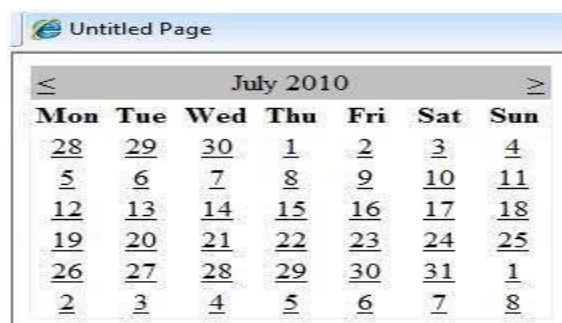 Untitled Page
< July 2010 >
Mon Tue Wed Thu Fri Sat Sun
28 29 30 1 2 3 4
5 6 7 8 9 10 11
12 13 14 15 16 17 18
19 20 21 22 23 24 25
26 27 28 29 30 31 1
2 3 4 5 6 7 8